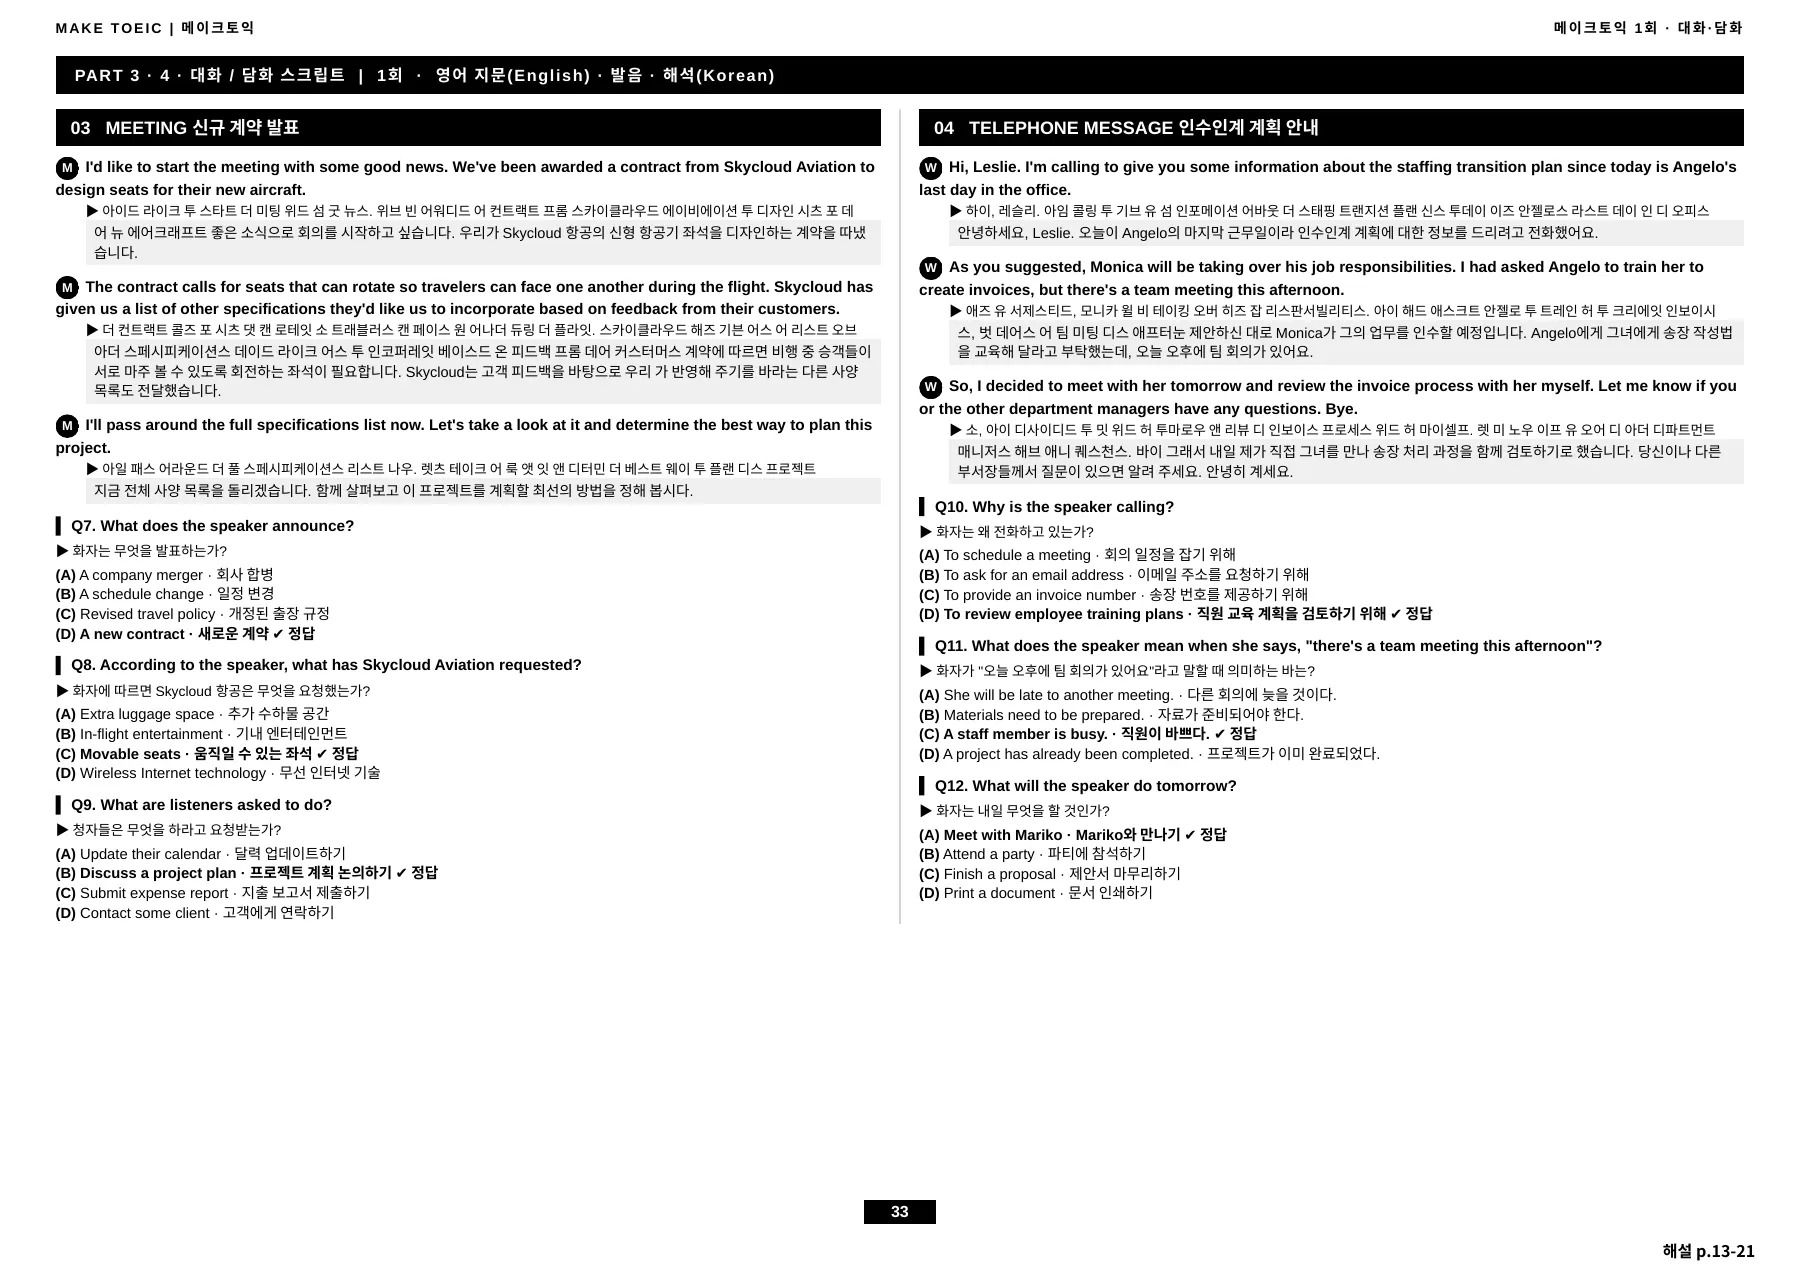 MAKE TOEIC | 메이크토익
메이크토익 1회 · 대화·담화
PART 3 · 4 · 대화 / 담화 스크립트 | 1회 · 영어 지문(English) · 발음 · 해석(Korean)
03 MEETING 신규 계약 발표
M I'd like to start the meeting with some good news. We've been awarded a contract from Skycloud Aviation to
design seats for their new aircraft.
▶ 아이드 라이크 투 스타트 더 미팅 위드 섬 굿 뉴스. 위브 빈 어워디드 어 컨트랙트 프롬 스카이클라우드 에이비에이션 투 디자인 시츠 포 데
어 뉴 에어크래프트 좋은 소식으로 회의를 시작하고 싶습니다. 우리가 Skycloud 항공의 신형 항공기 좌석을 디자인하는 계약을 따냈
습니다.
M The contract calls for seats that can rotate so travelers can face one another during the flight. Skycloud has
given us a list of other specifications they'd like us to incorporate based on feedback from their customers.
▶ 더 컨트랙트 콜즈 포 시츠 댓 캔 로테잇 소 트래블러스 캔 페이스 원 어나더 듀링 더 플라잇. 스카이클라우드 해즈 기븐 어스 어 리스트 오브
아더 스페시피케이션스 데이드 라이크 어스 투 인코퍼레잇 베이스드 온 피드백 프롬 데어 커스터머스 계약에 따르면 비행 중 승객들이
서로 마주 볼 수 있도록 회전하는 좌석이 필요합니다. Skycloud는 고객 피드백을 바탕으로 우리 가 반영해 주기를 바라는 다른 사양
목록도 전달했습니다.
M I'll pass around the full specifications list now. Let's take a look at it and determine the best way to plan this
project.
▶ 아일 패스 어라운드 더 풀 스페시피케이션스 리스트 나우. 렛츠 테이크 어 룩 앳 잇 앤 디터민 더 베스트 웨이 투 플랜 디스 프로젝트
지금 전체 사양 목록을 돌리겠습니다. 함께 살펴보고 이 프로젝트를 계획할 최선의 방법을 정해 봅시다.
Q7. What does the speaker announce?
▶ 화자는 무엇을 발표하는가?
(A) A company merger · 회사 합병
(B) A schedule change · 일정 변경
(C) Revised travel policy · 개정된 출장 규정
(D) A new contract · 새로운 계약 ✔ 정답
Q8. According to the speaker, what has Skycloud Aviation requested?
▶ 화자에 따르면 Skycloud 항공은 무엇을 요청했는가?
(A) Extra luggage space · 추가 수하물 공간
(B) In-flight entertainment · 기내 엔터테인먼트
(C) Movable seats · 움직일 수 있는 좌석 ✔ 정답
(D) Wireless Internet technology · 무선 인터넷 기술
Q9. What are listeners asked to do?
▶ 청자들은 무엇을 하라고 요청받는가?
(A) Update their calendar · 달력 업데이트하기
(B) Discuss a project plan · 프로젝트 계획 논의하기 ✔ 정답
(C) Submit expense report · 지출 보고서 제출하기
(D) Contact some client · 고객에게 연락하기
04 TELEPHONE MESSAGE 인수인계 계획 안내
W Hi, Leslie. I'm calling to give you some information about the staffing transition plan since today is Angelo's
last day in the office.
▶ 하이, 레슬리. 아임 콜링 투 기브 유 섬 인포메이션 어바웃 더 스태핑 트랜지션 플랜 신스 투데이 이즈 안젤로스 라스트 데이 인 디 오피스
안녕하세요, Leslie. 오늘이 Angelo의 마지막 근무일이라 인수인계 계획에 대한 정보를 드리려고 전화했어요.
W As you suggested, Monica will be taking over his job responsibilities. I had asked Angelo to train her to
create invoices, but there's a team meeting this afternoon.
▶ 애즈 유 서제스티드, 모니카 윌 비 테이킹 오버 히즈 잡 리스판서빌리티스. 아이 해드 애스크트 안젤로 투 트레인 허 투 크리에잇 인보이시
스, 벗 데어스 어 팀 미팅 디스 애프터눈 제안하신 대로 Monica가 그의 업무를 인수할 예정입니다. Angelo에게 그녀에게 송장 작성법
을 교육해 달라고 부탁했는데, 오늘 오후에 팀 회의가 있어요.
W So, I decided to meet with her tomorrow and review the invoice process with her myself. Let me know if you
or the other department managers have any questions. Bye.
▶ 소, 아이 디사이디드 투 밋 위드 허 투마로우 앤 리뷰 디 인보이스 프로세스 위드 허 마이셀프. 렛 미 노우 이프 유 오어 디 아더 디파트먼트
매니저스 해브 애니 퀘스천스. 바이 그래서 내일 제가 직접 그녀를 만나 송장 처리 과정을 함께 검토하기로 했습니다. 당신이나 다른
부서장들께서 질문이 있으면 알려 주세요. 안녕히 계세요.
Q10. Why is the speaker calling?
▶ 화자는 왜 전화하고 있는가?
(A) To schedule a meeting · 회의 일정을 잡기 위해
(B) To ask for an email address · 이메일 주소를 요청하기 위해
(C) To provide an invoice number · 송장 번호를 제공하기 위해
(D) To review employee training plans · 직원 교육 계획을 검토하기 위해 ✔ 정답
Q11. What does the speaker mean when she says, "there's a team meeting this afternoon"?
▶ 화자가 "오늘 오후에 팀 회의가 있어요"라고 말할 때 의미하는 바는?
(A) She will be late to another meeting. · 다른 회의에 늦을 것이다.
(B) Materials need to be prepared. · 자료가 준비되어야 한다.
(C) A staff member is busy. · 직원이 바쁘다. ✔ 정답
(D) A project has already been completed. · 프로젝트가 이미 완료되었다.
Q12. What will the speaker do tomorrow?
▶ 화자는 내일 무엇을 할 것인가?
(A) Meet with Mariko · Mariko와 만나기 ✔ 정답
(B) Attend a party · 파티에 참석하기
(C) Finish a proposal · 제안서 마무리하기
(D) Print a document · 문서 인쇄하기
33
해설 p.13-21